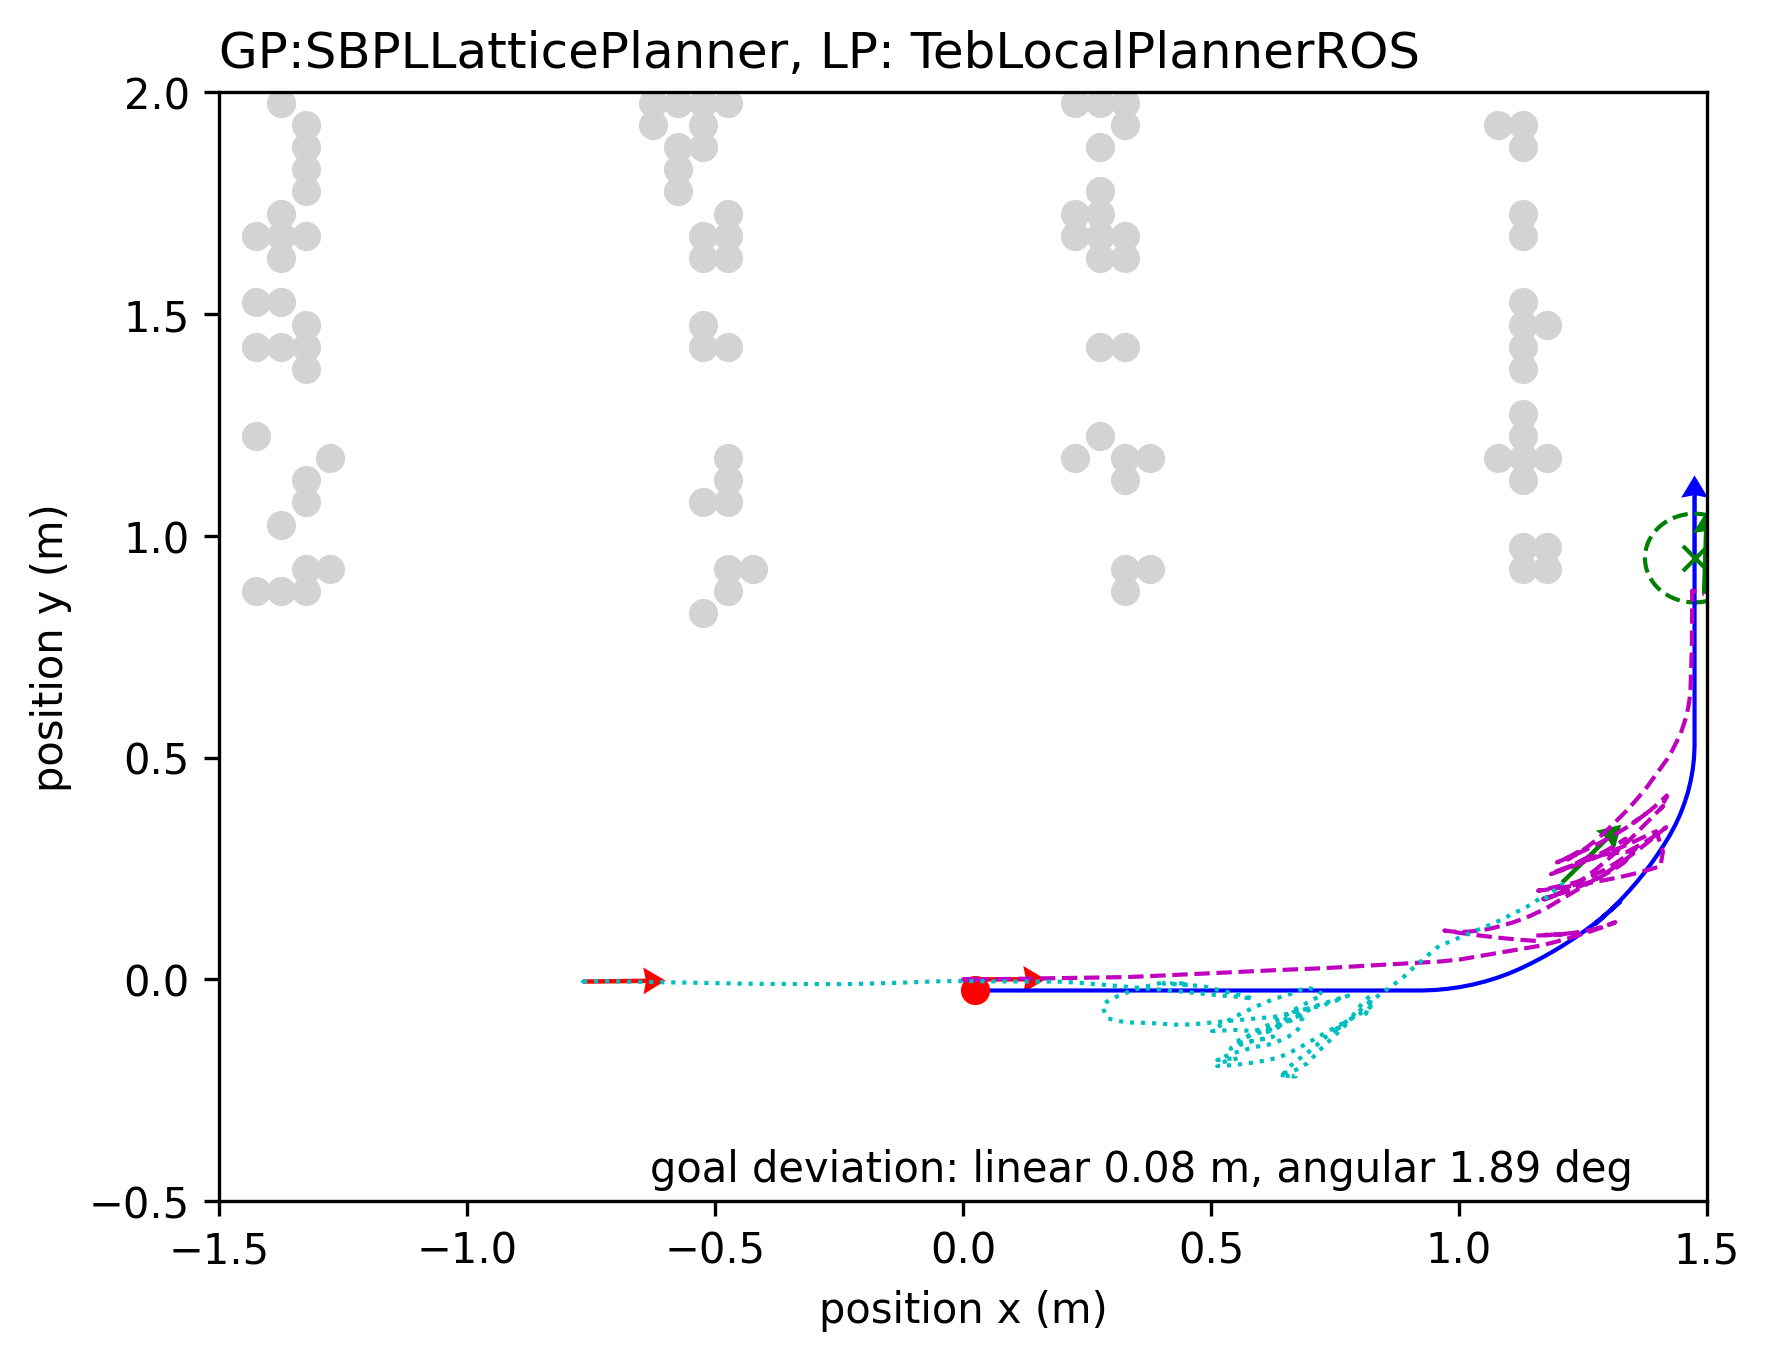 GP:SBPLLatticePlanner, LP: TebLocalPlannerROS
2.0
1.5
1.0
0.5
0.0
−0.5
position y (m)
goal deviation: linear 0.08 m, angular 1.89 deg
−1.5 −1.0 −0.5 0.0 0.5 1.0 1.5
position x (m)